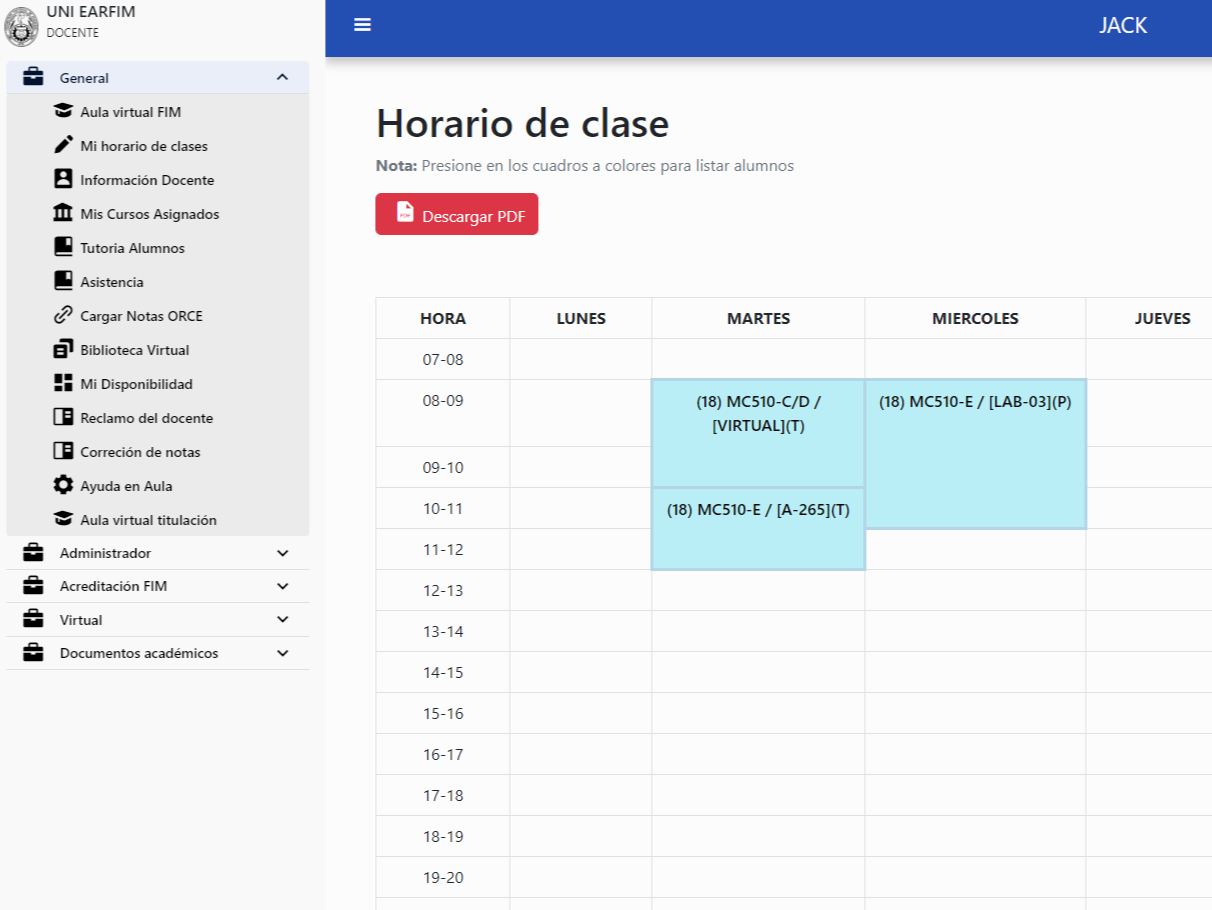 UNI EARFIM
DOCENTE
General
Aula virtual FIM
Mi horario de clases
Información Docente
Mis Cursos Asignados
Tutoria Alumnos
Asistencia
Cargar Notas ORCE
Biblioteca Virtual
Mi Disponibilidad
Reclamo del docente
Correción de notas
Ayuda en Aula
Aula virtual titulación
Administrador
Acreditación FIM
Virtual
Documentos académicos
JACK
Horario de clase
Nota: Presione en los cuadros a colores para listar alumnos
PDF Descargar PDF
HORA LUNES MARTES MIERCOLES JUEVES
07-08
08-09 (18) MC510-C/D / (18) MC510-E / [LAB-03](P)
[VIRTUAL](T)
09-10
10-11 (18) MC510-E / [A-265](T)
11-12
12-13
13-14
14-15
15-16
16-17
17-18
18-19
19-20